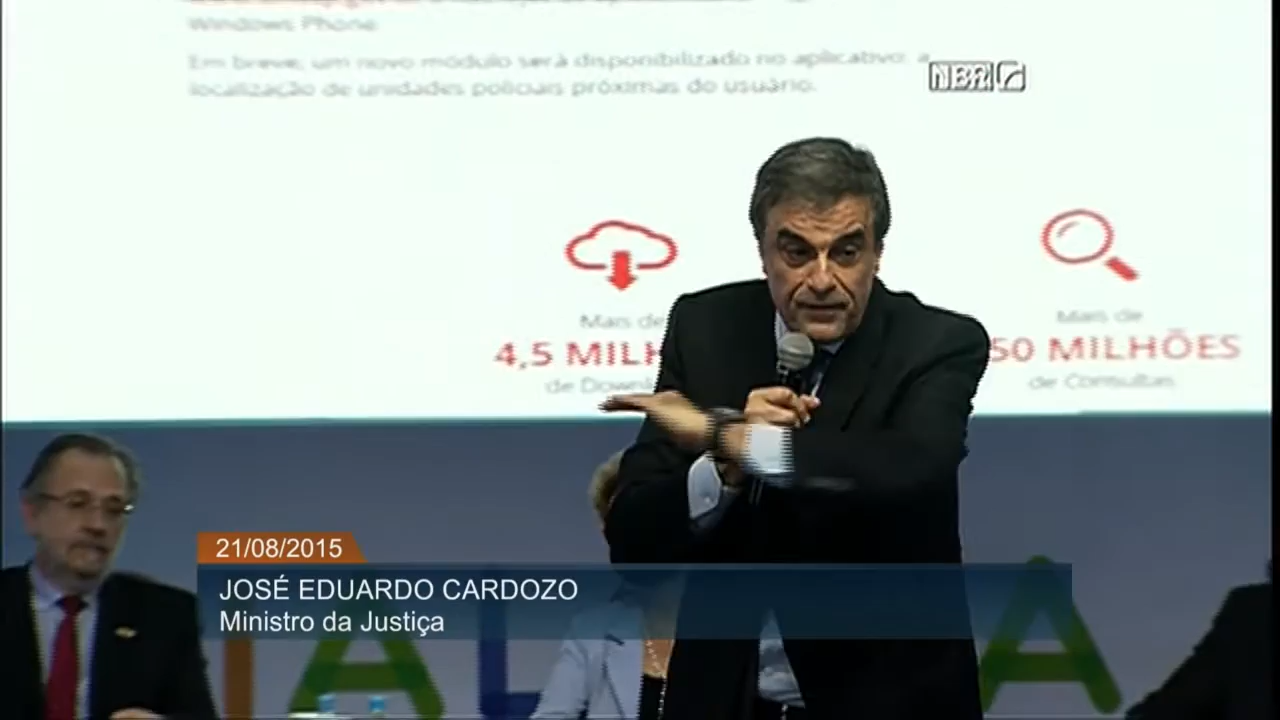 Windows Phone.
Em breve, um novo módulo será disponibilizado no aplicativo: a
localização de unidades policiais próximas do usuário.
NBR
Mais de
4,5 MILH
de Downl
Mais de
50 MILHÕES
de Consultas
21/08/2015
JOSÉ EDUARDO CARDOZO
Ministro da Justiça